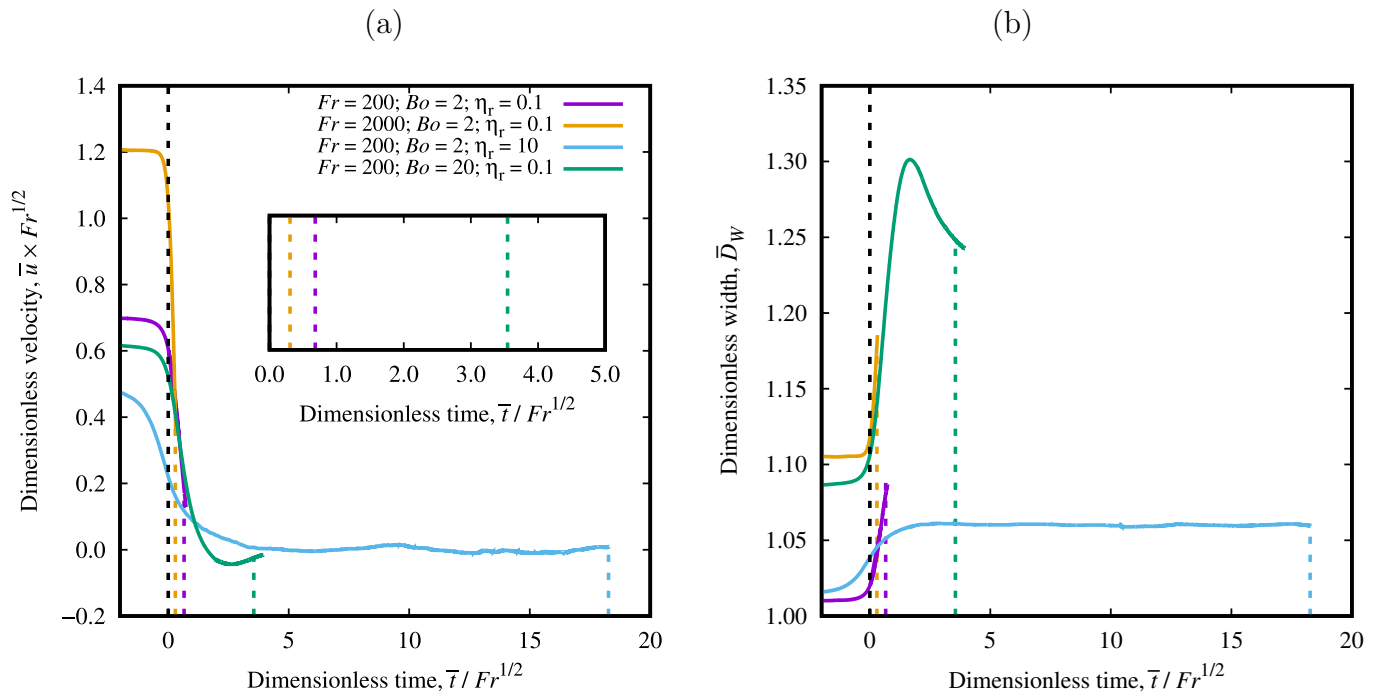 (a)
1.4
1.2
1.0
0.8
0.6
0.4
0.2
0.0
−0.2
Dimensionless velocity, u̅ × Fr^1/2
Fr = 200; Bo = 2; η_r = 0.1
Fr = 2000; Bo = 2; η_r = 0.1
Fr = 200; Bo = 2; η_r = 10
Fr = 200; Bo = 20; η_r = 0.1
0.0 1.0 2.0 3.0 4.0 5.0
Dimensionless time, t̅ / Fr^1/2
0 5 10 15 20
Dimensionless time, t̅ / Fr^1/2
(b)
1.35
1.30
1.25
1.20
1.15
1.10
1.05
1.00
Dimensionless width, D̅_W
0 5 10 15 20
Dimensionless time, t̅ / Fr^1/2